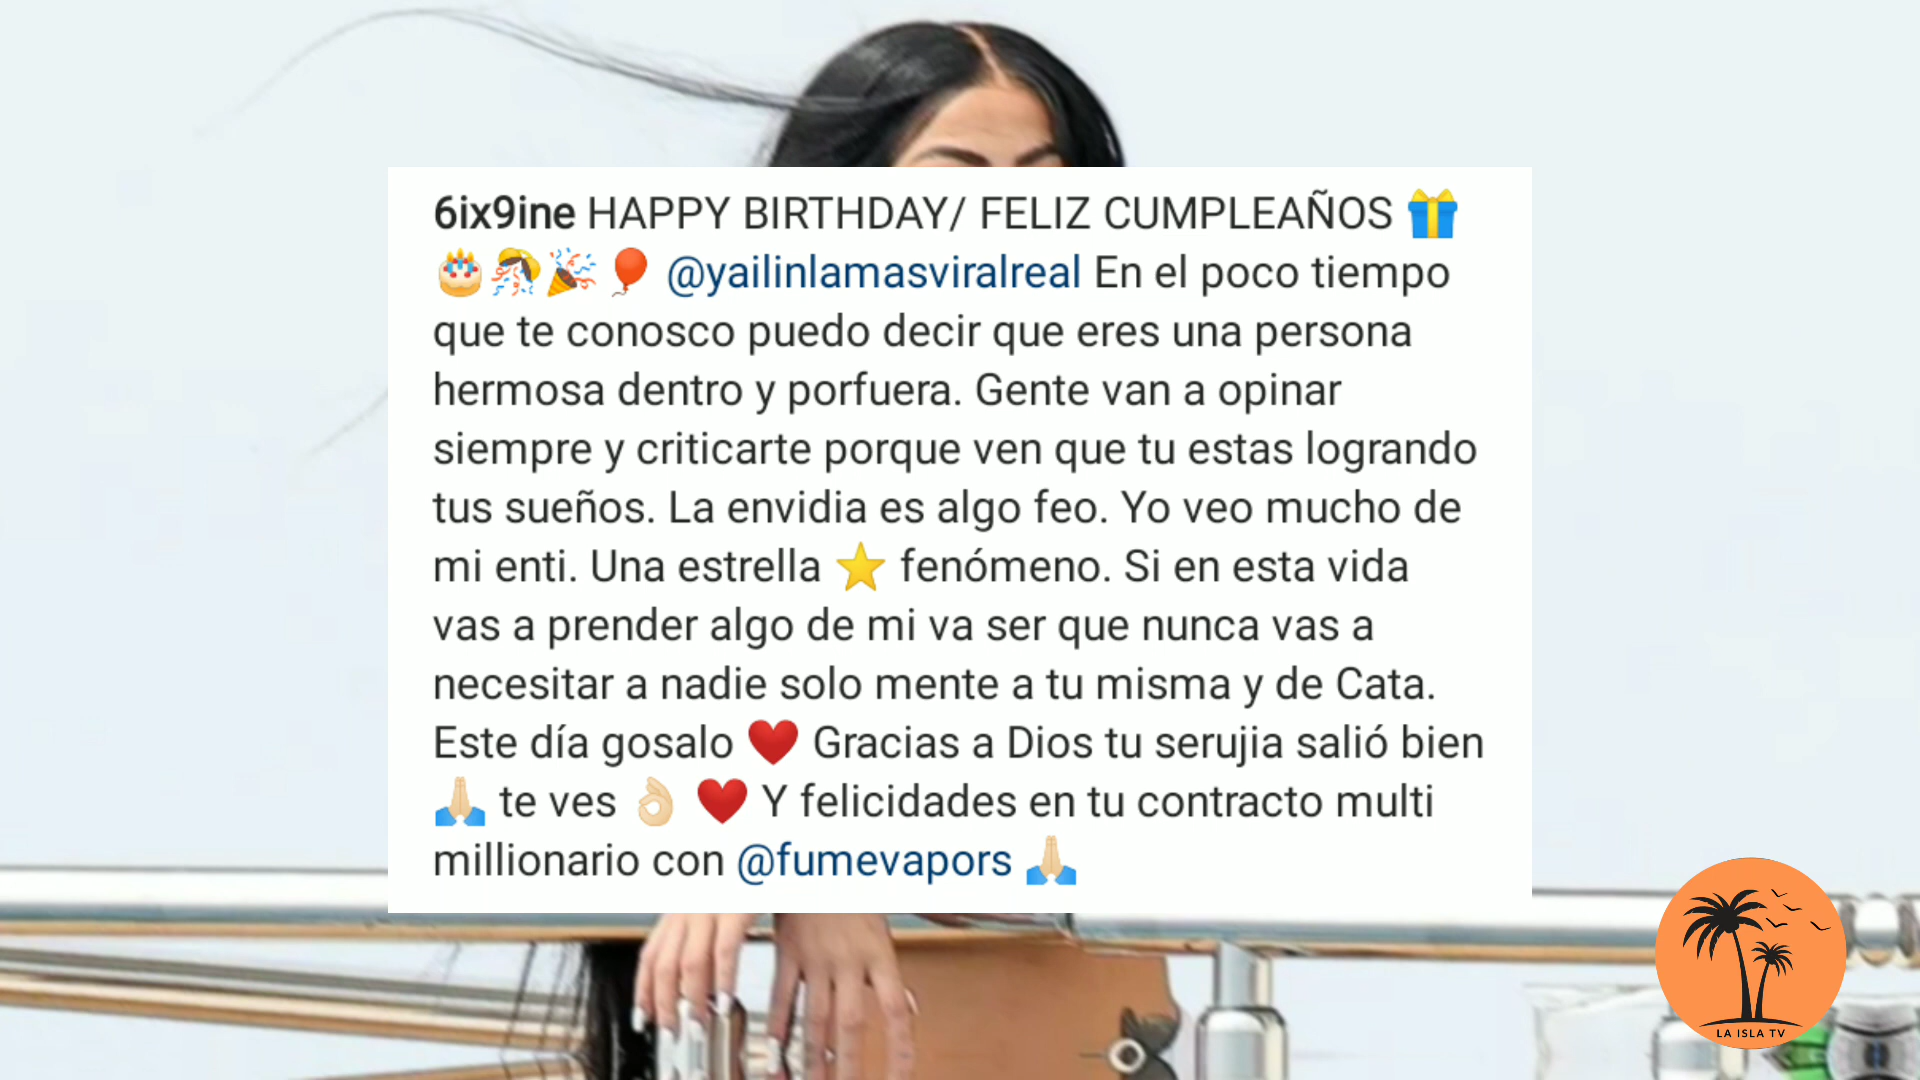 6ix9ine HAPPY BIRTHDAY/ FELIZ CUMPLEAÑOS 🎁
🎂🎊🎉🎈 @yailinlamasviralreal En el poco tiempo
que te conosco puedo decir que eres una persona
hermosa dentro y porfuera. Gente van a opinar
siempre y criticarte porque ven que tu estas logrando
tus sueños. La envidia es algo feo. Yo veo mucho de
mi enti. Una estrella ⭐ fenómeno. Si en esta vida
vas a prender algo de mi va ser que nunca vas a
necesitar a nadie solo mente a tu misma y de Cata.
Este día gosalo ❤️ Gracias a Dios tu serujia salió bien
🙏🏻 te ves 👌🏻 ❤️ Y felicidades en tu contracto multi
millionario con @fumevapors 🙏🏻
LA ISLA TV